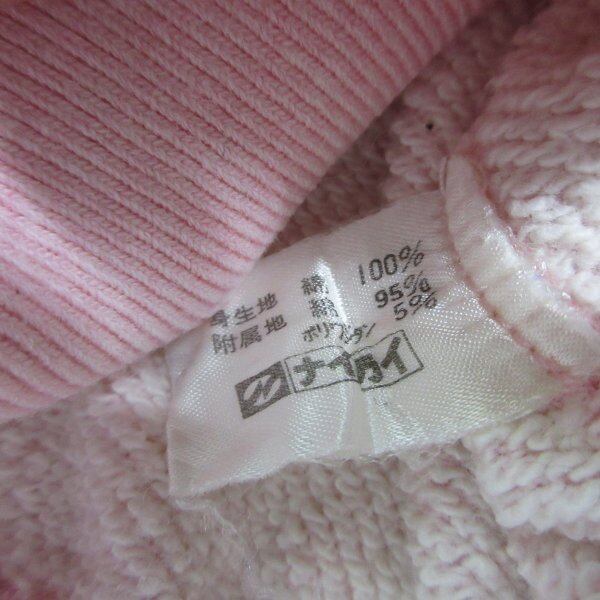 身生地 綿 100%
附属地 綿 95%
ポリウレタン 5%
ナイガイ